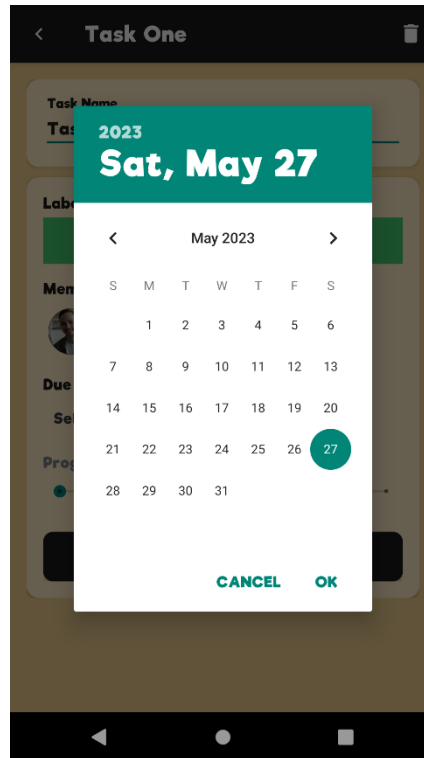 Task One
Task Name
2023
Sat, May 27
May 2023
S M T W T F S
1 2 3 4 5 6
7 8 9 10 11 12 13
14 15 16 17 18 19 20
21 22 23 24 25 26 27
28 29 30 31
Due
CANCEL OK